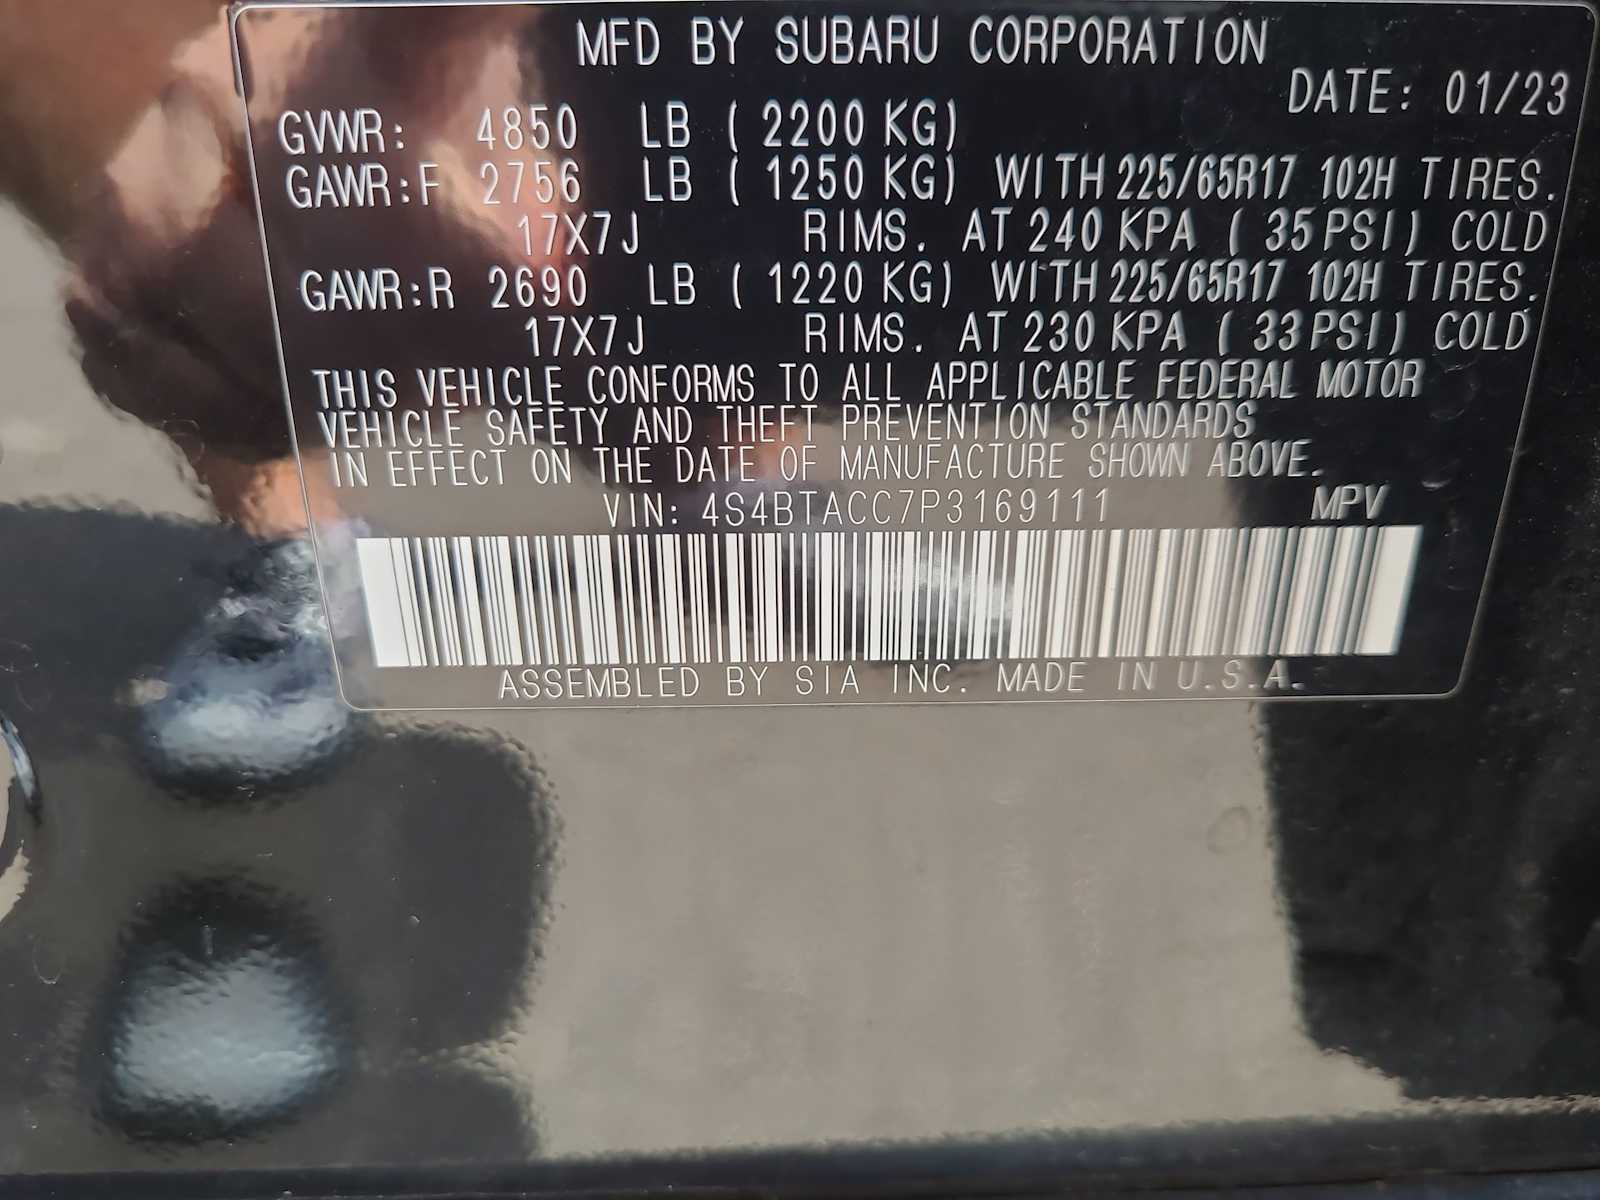 MFD BY SUBARU CORPORATION
DATE: 01/23
GVWR: 4850 LB ( 2200 KG)
GAWR:F 2756 LB ( 1250 KG) WITH 225/65R17 102H TIRES.
17X7J RIMS. AT 240 KPA ( 35 PSI) COLD
GAWR:R 2690 LB ( 1220 KG) WITH 225/65R17 102H TIRES.
17X7J RIMS. AT 230 KPA ( 33 PSI) COLD
THIS VEHICLE CONFORMS TO ALL APPLICABLE FEDERAL MOTOR
VEHICLE SAFETY AND THEFT PREVENTION STANDARDS
IN EFFECT ON THE DATE OF MANUFACTURE SHOWN ABOVE.
VIN: 4S4BTACC7P3169111 MPV
ASSEMBLED BY SIA INC. MADE IN U.S.A.